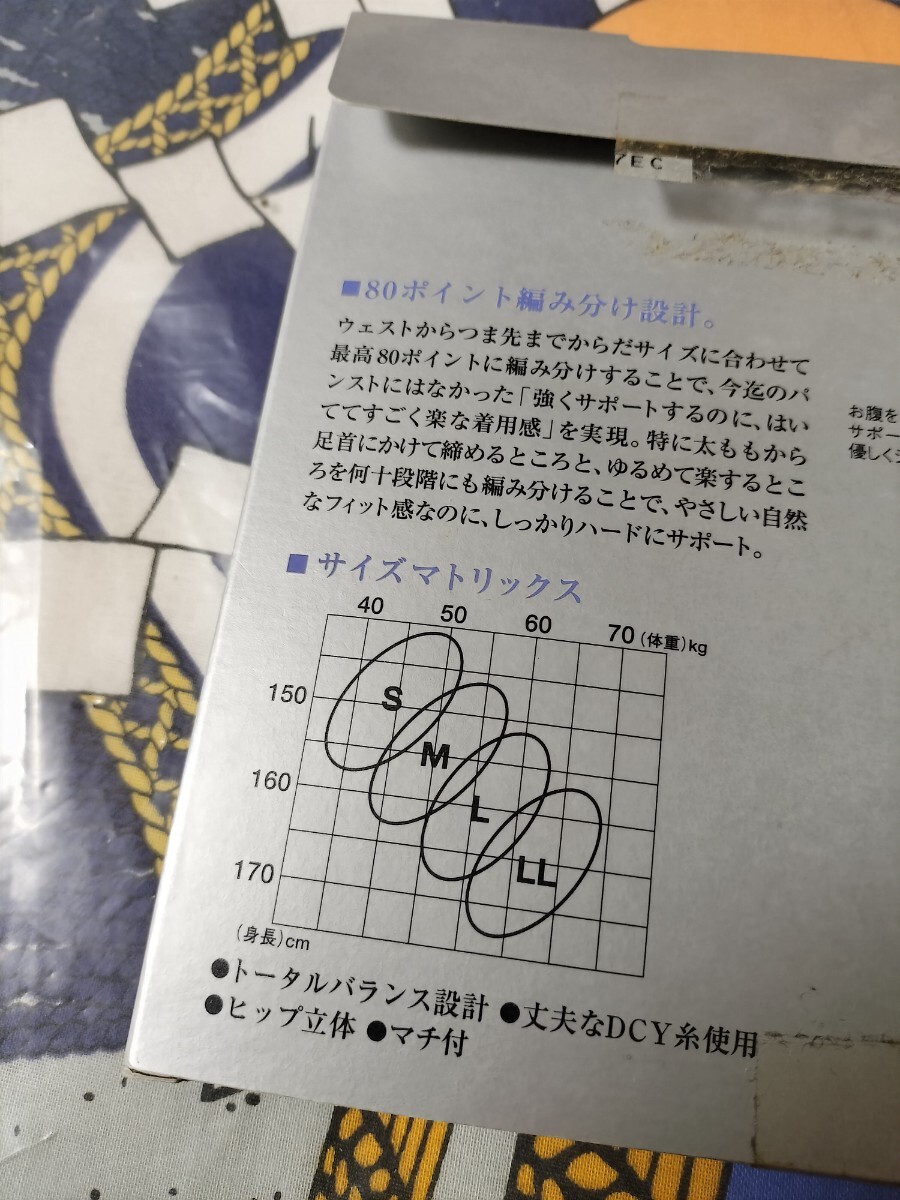 YEC
■80ポイント編み分け設計。
ウェストからつま先までからだサイズに合わせて
最高80ポイントに編み分けすることで、今迄のパ
ンストにはなかった「強くサポートするのに、はい
ててすごく楽な着用感」を実現。特に太ももから
足首にかけて締めるところと、ゆるめて楽するとこ
ろを何十段階にも編み分けることで、やさしい自然
なフィット感なのに、しっかりハードにサポート。
お腹を
サポー
優しく
■サイズマトリックス
40 50 60 70 (体重)kg
150
160
170
(身長)cm
S
M
L
LL
●トータルバランス設計 ●丈夫なDCY糸使用
●ヒップ立体 ●マチ付